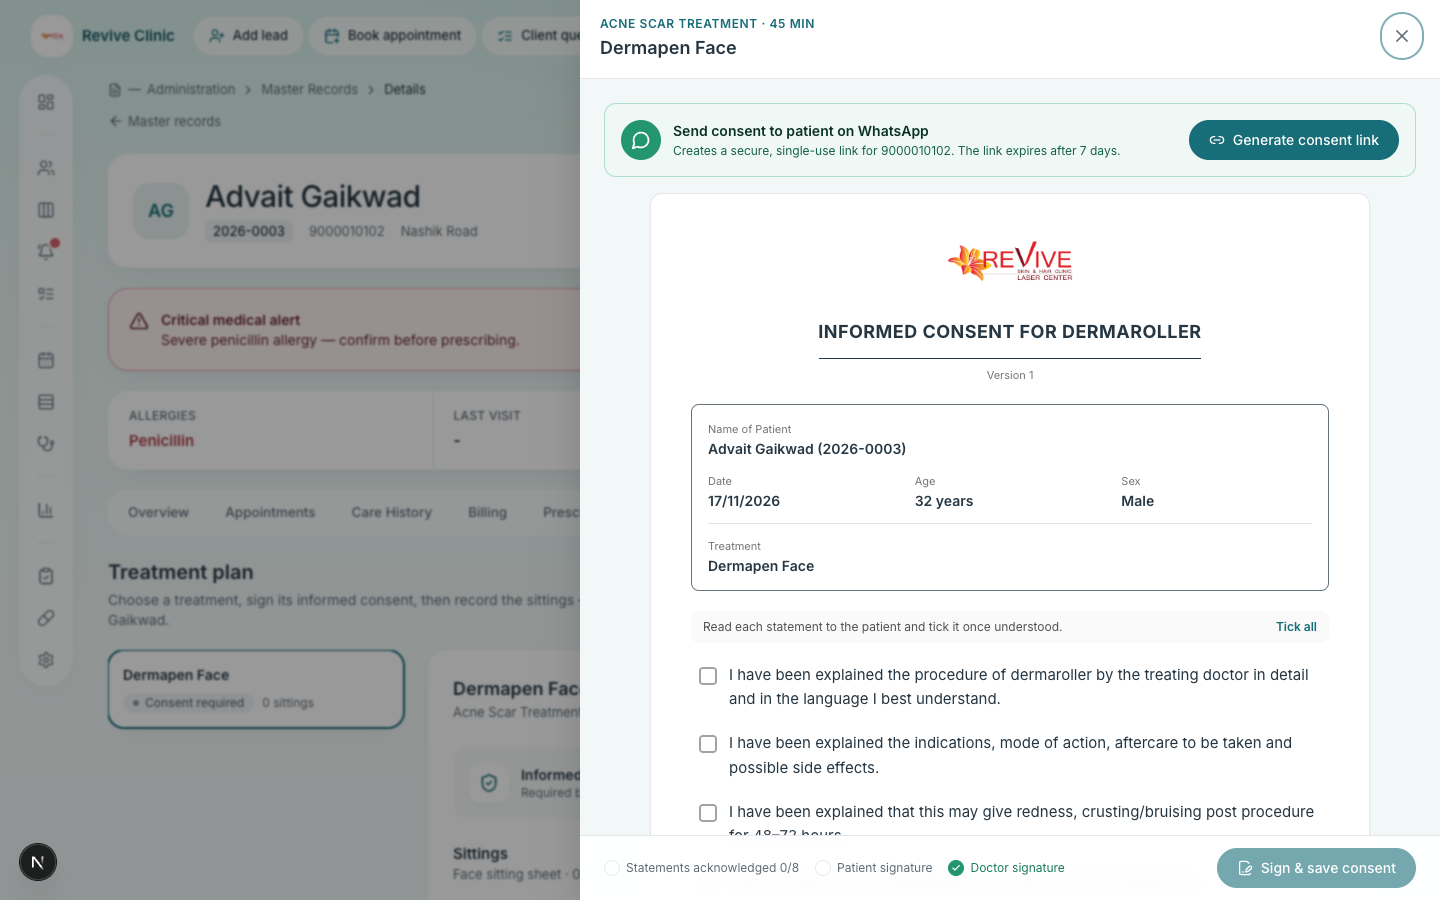 Revive Clinic
Add lead
Book appointment
Client que
Administration
Master Records
Details
Master records
AG
Advait Gaikwad
2026-0003
9000010102
Nashik Road
Critical medical alert
Severe penicillin allergy — confirm before prescribing.
ALLERGIES
Penicillin
LAST VISIT
-
Overview
Appointments
Care History
Billing
Presc
Treatment plan
Choose a treatment, sign its informed consent, then record the sittings
Gaikwad.
Dermapen Face
Consent required
0 sittings
Dermapen Fac
Acne Scar Treatment
Informed
Required b
Sittings
Face sitting sheet · 0
N
ACNE SCAR TREATMENT · 45 MIN
Dermapen Face
Send consent to patient on WhatsApp
Creates a secure, single-use link for 9000010102. The link expires after 7 days.
Generate consent link
REVIVE
SKIN & HAIR CLINIC
LASER CENTER
INFORMED CONSENT FOR DERMAROLLER
Version 1
Name of Patient
Advait Gaikwad (2026-0003)
Date
17/11/2026
Age
32 years
Sex
Male
Treatment
Dermapen Face
Read each statement to the patient and tick it once understood.
Tick all
I have been explained the procedure of dermaroller by the treating doctor in detail
and in the language I best understand.
I have been explained the indications, mode of action, aftercare to be taken and
possible side effects.
I have been explained that this may give redness, crusting/bruising post procedure
for 48–72 hours.
Statements acknowledged 0/8
Patient signature
Doctor signature
Sign & save consent